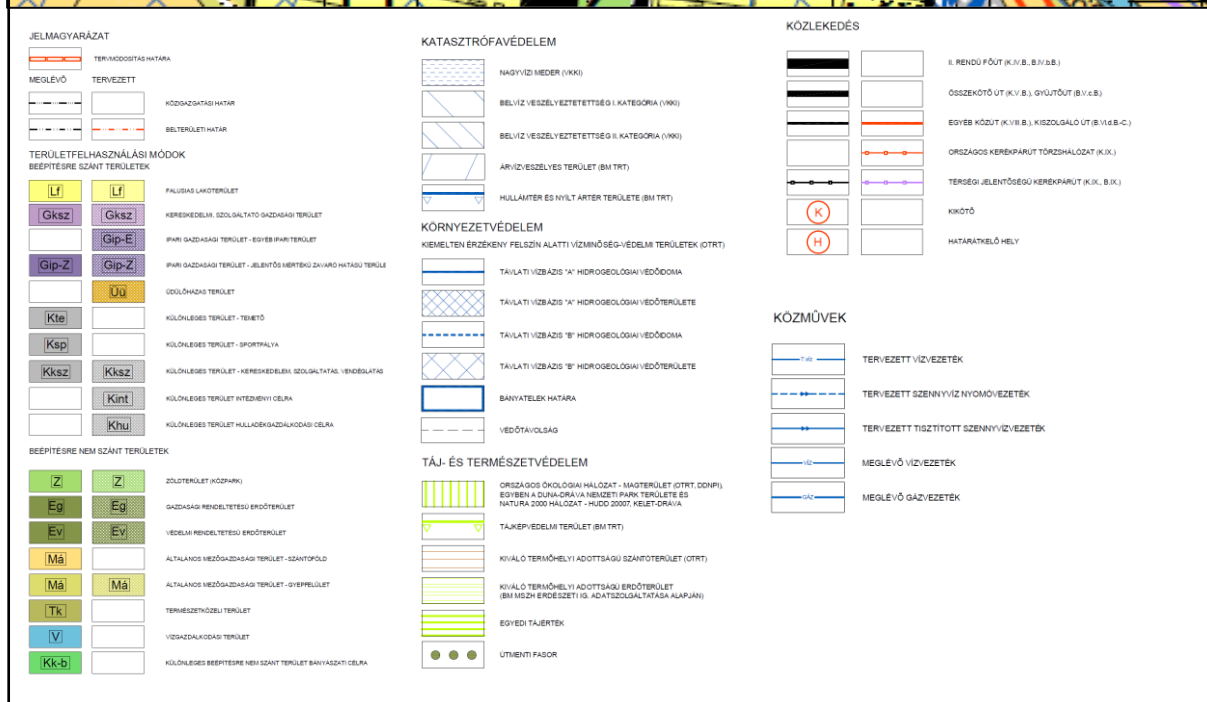 JELMAGYARÁZAT
TERVMÓDOSÍTÁS HATÁRA
MEGLÉVŐ TERVEZETT
KÖZIGAZGATÁSI HATÁR
BELTERÜLETI HATÁR
TERÜLETFELHASZNÁLÁSI MÓDOK
BEÉPÍTÉSRE SZÁNT TERÜLETEK
Lf Lf FALUSIAS LAKÓTERÜLET
Gksz Gksz KERESKEDELMI, SZOLGÁLTATÓ GAZDASÁGI TERÜLET
Gip-E IPARI GAZDASÁGI TERÜLET - EGYÉB IPARI TERÜLET
Gip-Z Gip-Z IPARI GAZDASÁGI TERÜLET - JELENTŐS MÉRTÉKŰ ZAVARÓ HATÁSÚ TERÜLE
Üü ÜDÜLŐHÁZAS TERÜLET
Kte KÜLÖNLEGES TERÜLET - TEMETŐ
Ksp KÜLÖNLEGES TERÜLET - SPORTPÁLYA
Kksz Kksz KÜLÖNLEGES TERÜLET - KERESKEDELEM, SZOLGÁLTATÁS, VENDÉGLÁTÁS
Kint KÜLÖNLEGES TERÜLET INTÉZMÉNYI CÉLRA
Khu KÜLÖNLEGES TERÜLET HULLADÉKGAZDÁLKODÁSI CÉLRA
BEÉPÍTÉSRE NEM SZÁNT TERÜLETEK
Z Z ZÖLDTERÜLET (KÖZPARK)
Eg Eg GAZDASÁGI RENDELTETÉSŰ ERDŐTERÜLET
Ev Ev VÉDELMI RENDELTETÉSŰ ERDŐTERÜLET
Má ÁLTALÁNOS MEZŐGAZDASÁGI TERÜLET - SZÁNTÓFÖLD
Má Má ÁLTALÁNOS MEZŐGAZDASÁGI TERÜLET - GYEPFELÜLET
Tk TERMÉSZETKÖZELI TERÜLET
V VÍZGAZDÁLKODÁSI TERÜLET
Kk-b KÜLÖNLEGES BEÉPÍTÉSRE NEM SZÁNT TERÜLET BÁNYÁSZATI CÉLRA
KATASZTRÓFAVÉDELEM
NAGYVÍZI MEDER (VKKI)
BELVÍZ VESZÉLYEZTETETTSÉG I. KATEGÓRIA (VKKI)
BELVÍZ VESZÉLYEZTETETTSÉG II. KATEGÓRIA (VKKI)
ÁRVÍZVESZÉLYES TERÜLET (BM TRT)
HULLÁMTÉR ÉS NYÍLT ÁRTÉR TERÜLETE (BM TRT)
KÖRNYEZETVÉDELEM
KIEMELTEN ÉRZÉKENY FELSZÍN ALATTI VÍZMINŐSÉG-VÉDELMI TERÜLETEK (OTRT)
TÁVLATI VÍZBÁZIS "A" HIDROGEOLÓGIAI VÉDŐIDOMA
TÁVLATI VÍZBÁZIS "A" HIDROGEOLÓGIAI VÉDŐTERÜLETE
TÁVLATI VÍZBÁZIS "B" HIDROGEOLÓGIAI VÉDŐIDOMA
TÁVLATI VÍZBÁZIS "B" HIDROGEOLÓGIAI VÉDŐTERÜLETE
BÁNYATELEK HATÁRA
VÉDŐTÁVOLSÁG
TÁJ- ÉS TERMÉSZETVÉDELEM
ORSZÁGOS ÖKOLÓGIAI HÁLÓZAT - MAGTERÜLET (OTRT, DDNPI),
EGYBEN A DUNA-DRÁVA NEMZETI PARK TERÜLETE ÉS
NATURA 2000 HÁLÓZAT - HUDD 20007, KELET-DRÁVA
TÁJKÉPVÉDELMI TERÜLET (BM TRT)
KIVÁLÓ TERMŐHELYI ADOTTSÁGÚ SZÁNTÓTERÜLET (OTRT)
KIVÁLÓ TERMŐHELYI ADOTTSÁGÚ ERDŐTERÜLET
(BM MSZH ERDÉSZETI IG. ADATSZOLGÁLTATÁSA ALAPJÁN)
EGYEDI TÁJÉRTÉK
ÚTMENTI FASOR
KÖZLEKEDÉS
II. RENDŰ FŐÚT (K.IV.B., B.IV.b.B.)
ÖSSZEKÖTŐ ÚT (K.V.B.), GYŰJTŐÚT (B.V.c.B.)
EGYÉB KÖZÚT (K.VIII.B.), KISZOLGÁLÓ ÚT (B.VI.d.B.-C.)
ORSZÁGOS KERÉKPÁRÚT TÖRZSHÁLÓZAT (K.IX.)
TÉRSÉGI JELENTŐSÉGŰ KERÉKPÁRÚT (K.IX., B.IX.)
K KIKÖTŐ
H HATÁRÁTKELŐ HELY
KÖZMŰVEK
T.VÍZ TERVEZETT VÍZVEZETÉK
TERVEZETT SZENNYVÍZ NYOMÓVEZETÉK
TERVEZETT TISZTÍTOTT SZENNYVÍZVEZETÉK
VÍZ MEGLÉVŐ VÍZVEZETÉK
GÁZ MEGLÉVŐ GÁZVEZETÉK